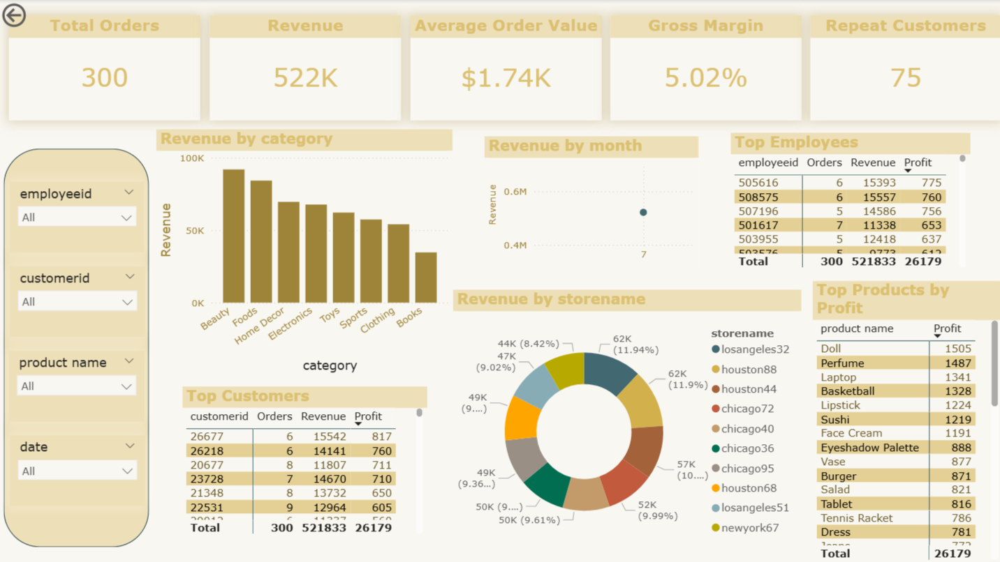 Total Orders
300
Revenue
522K
Average Order Value
$1.74K
Gross Margin
5.02%
Repeat Customers
75
employeeid
All
customerid
All
product name
All
date
All
Revenue by category
Revenue
100K
50K
0K
Beauty
Foods
Home Decor
Electronics
Toys
Sports
Clothing
Books
category
Revenue by month
Revenue
0.6M
0.4M
7
Top Employees
employeeid Orders Revenue Profit
505616 6 15393 775
508575 6 15557 760
507196 5 14586 756
501617 7 11338 653
503955 5 12418 637
Total 300 521833 26179
Top Customers
customerid Orders Revenue Profit
26677 6 15542 817
26218 6 14141 760
20677 8 11807 711
23728 7 14670 710
21348 8 13732 650
22531 9 12964 605
Total 300 521833 26179
Revenue by storename
62K
(11.94%)
62K
(11.9%)
57K
(10....)
52K
(9.99%)
50K (9.61%)
50K (9....)
49K
(9.36...)
49K
(9....)
47K
(9.02%)
44K (8.42%)
storename
losangeles32
houston88
houston44
chicago72
chicago40
chicago36
chicago95
houston68
losangeles51
newyork67
Top Products by
Profit
product name Profit
Doll 1505
Perfume 1487
Laptop 1341
Basketball 1328
Lipstick 1224
Sushi 1219
Face Cream 1191
Eyeshadow Palette 888
Vase 877
Burger 871
Salad 821
Tablet 816
Tennis Racket 786
Dress 781
Total 26179